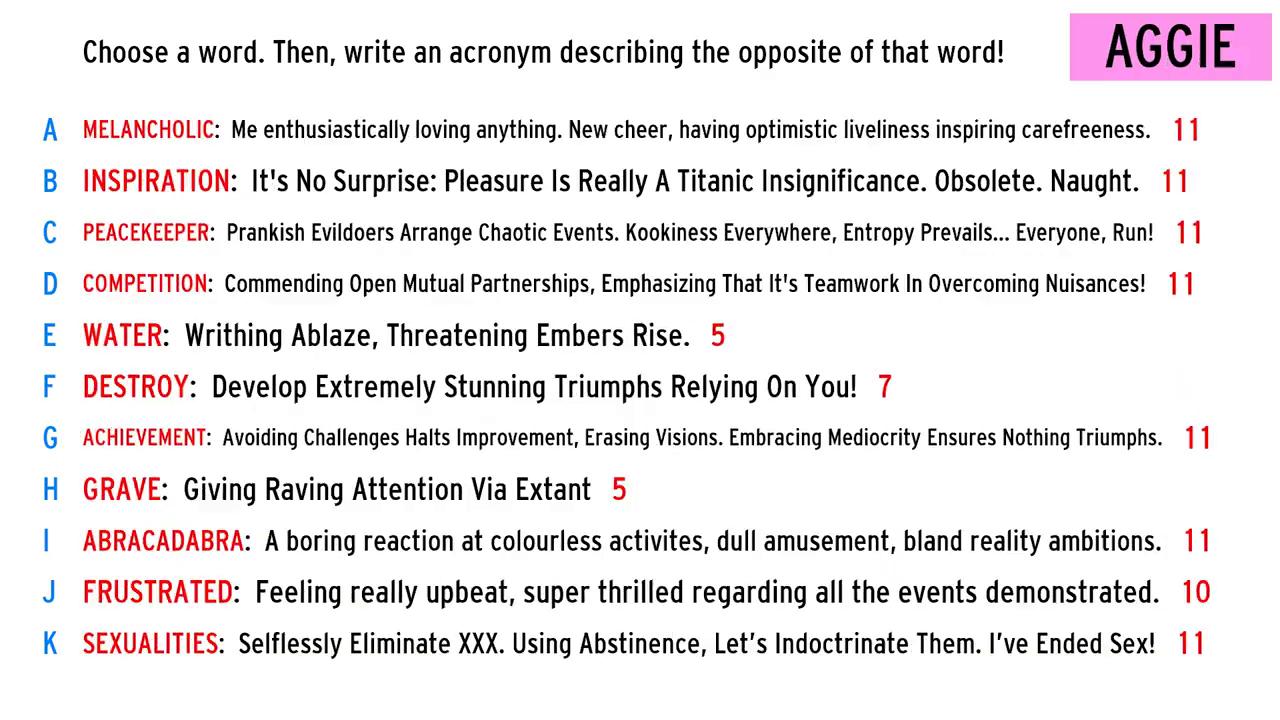 Choose a word. Then, write an acronym describing the opposite of that word!
AGGIE
A MELANCHOLIC: Me enthusiastically loving anything. New cheer, having optimistic liveliness inspiring carefreeness. 11
B INSPIRATION: It's No Surprise: Pleasure Is Really A Titanic Insignificance. Obsolete. Naught. 11
C PEACEKEEPER: Prankish Evildoers Arrange Chaotic Events. Kookiness Everywhere, Entropy Prevails... Everyone, Run! 11
D COMPETITION: Commending Open Mutual Partnerships, Emphasizing That It's Teamwork In Overcoming Nuisances! 11
E WATER: Writhing Ablaze, Threatening Embers Rise. 5
F DESTROY: Develop Extremely Stunning Triumphs Relying On You! 7
G ACHIEVEMENT: Avoiding Challenges Halts Improvement, Erasing Visions. Embracing Mediocrity Ensures Nothing Triumphs. 11
H GRAVE: Giving Raving Attention Via Extant 5
I ABRACADABRA: A boring reaction at colourless activites, dull amusement, bland reality ambitions. 11
J FRUSTRATED: Feeling really upbeat, super thrilled regarding all the events demonstrated. 10
K SEXUALITIES: Selflessly Eliminate XXX. Using Abstinence, Let’s Indoctrinate Them. I’ve Ended Sex! 11